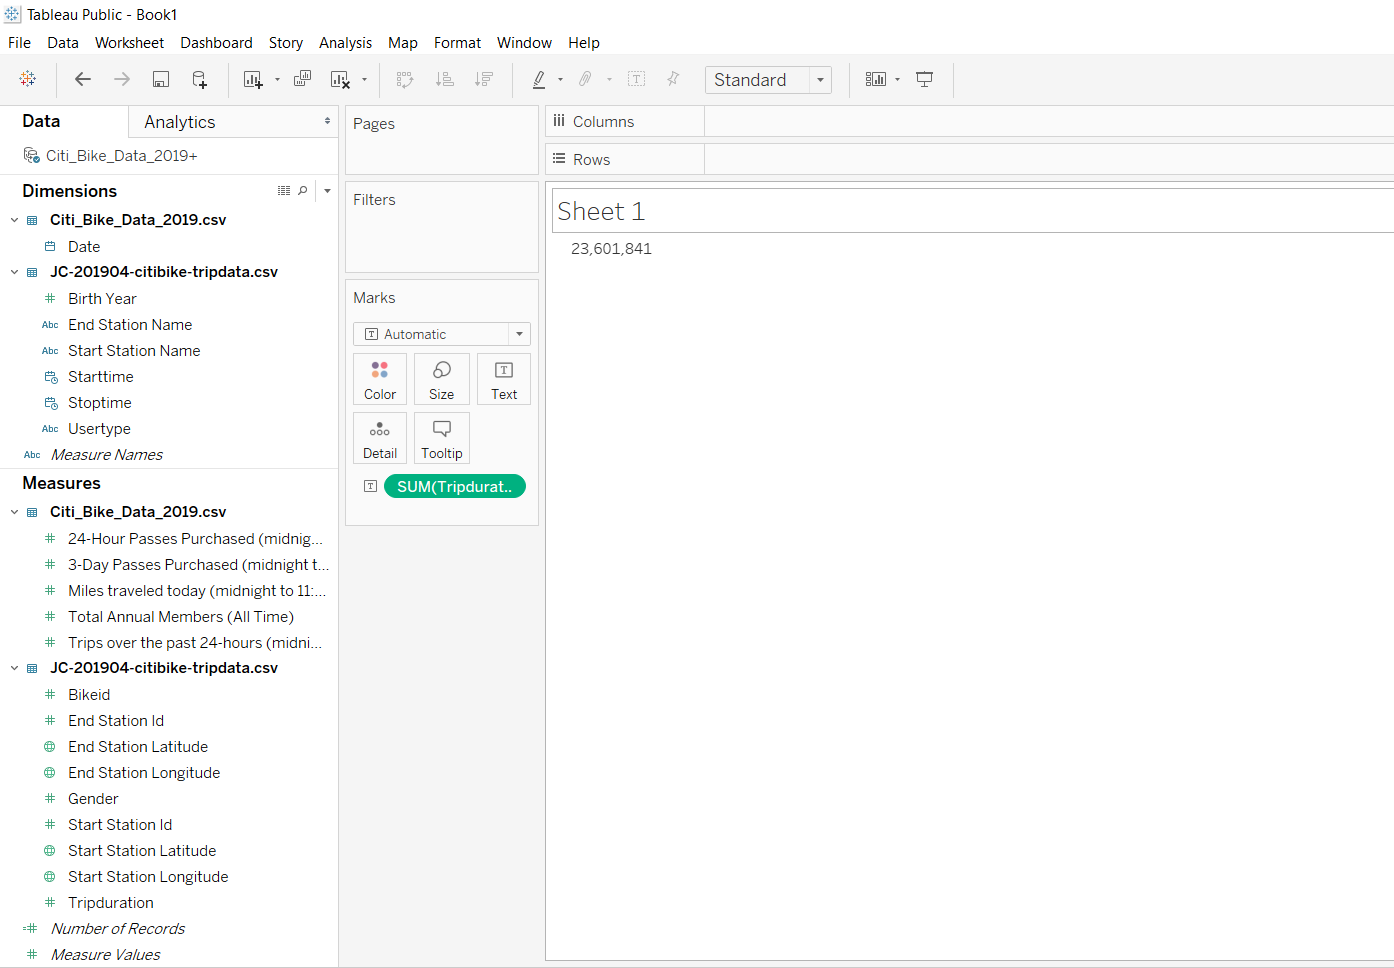 Tableau Public - Book1
File Data Worksheet Dashboard Story Analysis Map Format Window Help
T
Standard
Data
Analytics
Citi_Bike_Data_2019+
Dimensions
Citi_Bike_Data_2019.csv
Date
JC-201904-citibike-tripdata.csv
# Birth Year
Abc End Station Name
Abc Start Station Name
Starttime
Stoptime
Abc Usertype
Abc Measure Names
Measures
Citi_Bike_Data_2019.csv
# 24-Hour Passes Purchased (midnig...
# 3-Day Passes Purchased (midnight t...
# Miles traveled today (midnight to 11:...
# Total Annual Members (All Time)
# Trips over the past 24-hours (midni...
JC-201904-citibike-tripdata.csv
# Bikeid
# End Station Id
End Station Latitude
End Station Longitude
# Gender
# Start Station Id
Start Station Latitude
Start Station Longitude
# Tripduration
=# Number of Records
# Measure Values
Pages
Filters
Marks
T Automatic
Color
Size
T
Text
Detail
Tooltip
T SUM(Tripdurat..
Columns
Rows
Sheet 1
23,601,841